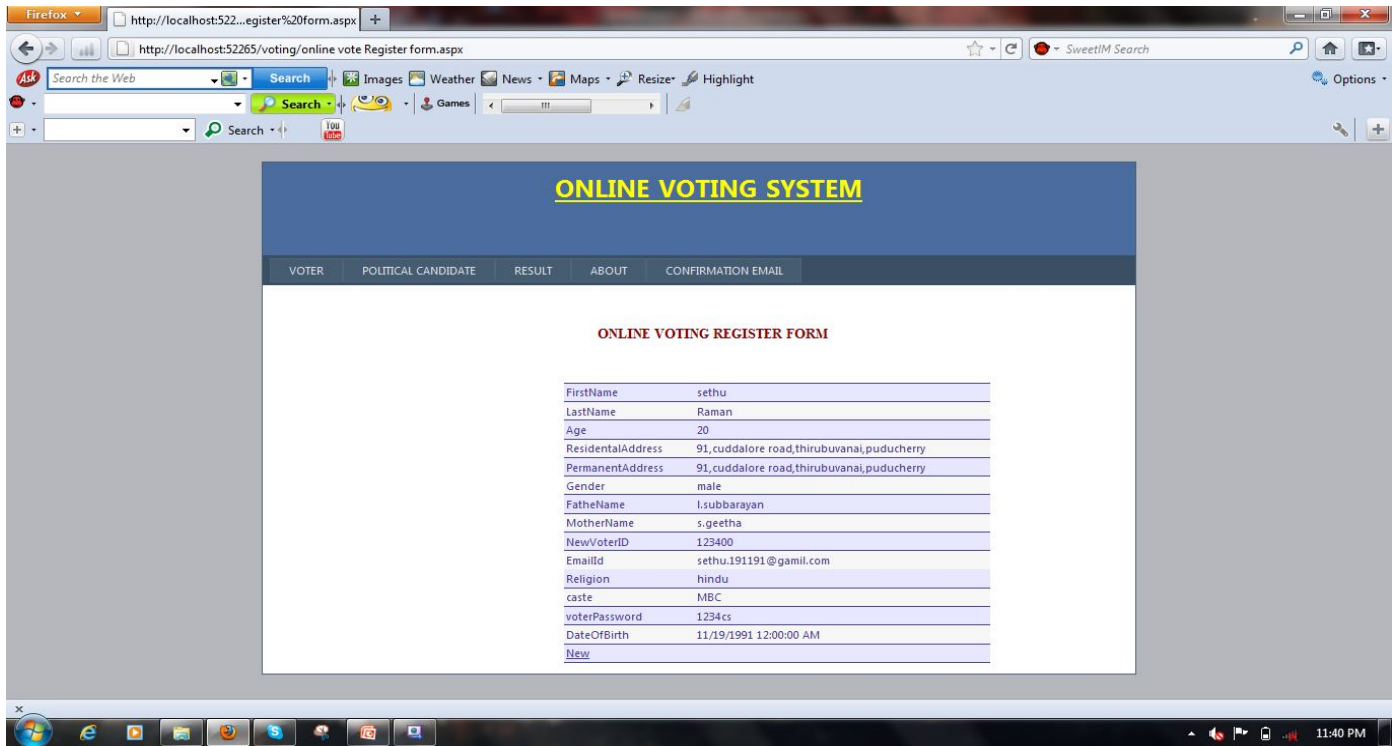 Firefox
http://localhost:522...egister%20form.aspx
http://localhost:52265/voting/online vote Register form.aspx
SweetIM Search
Ask
Search the Web
Search
Images
Weather
News
Maps
Resize
Highlight
Options
Search
Games
Search
You
Tube
ONLINE VOTING SYSTEM
VOTER
POLITICAL CANDIDATE
RESULT
ABOUT
CONFIRMATION EMAIL
ONLINE VOTING REGISTER FORM
FirstName sethu
LastName Raman
Age 20
ResidentalAddress 91,cuddalore road,thirubuvanai,puducherry
PermanentAddress 91,cuddalore road,thirubuvanai,puducherry
Gender male
FatheName l.subbarayan
MotherName s.geetha
NewVoterID 123400
EmailId sethu.191191@gamil.com
Religion hindu
caste MBC
voterPassword 1234cs
DateOfBirth 11/19/1991 12:00:00 AM
New
11:40 PM